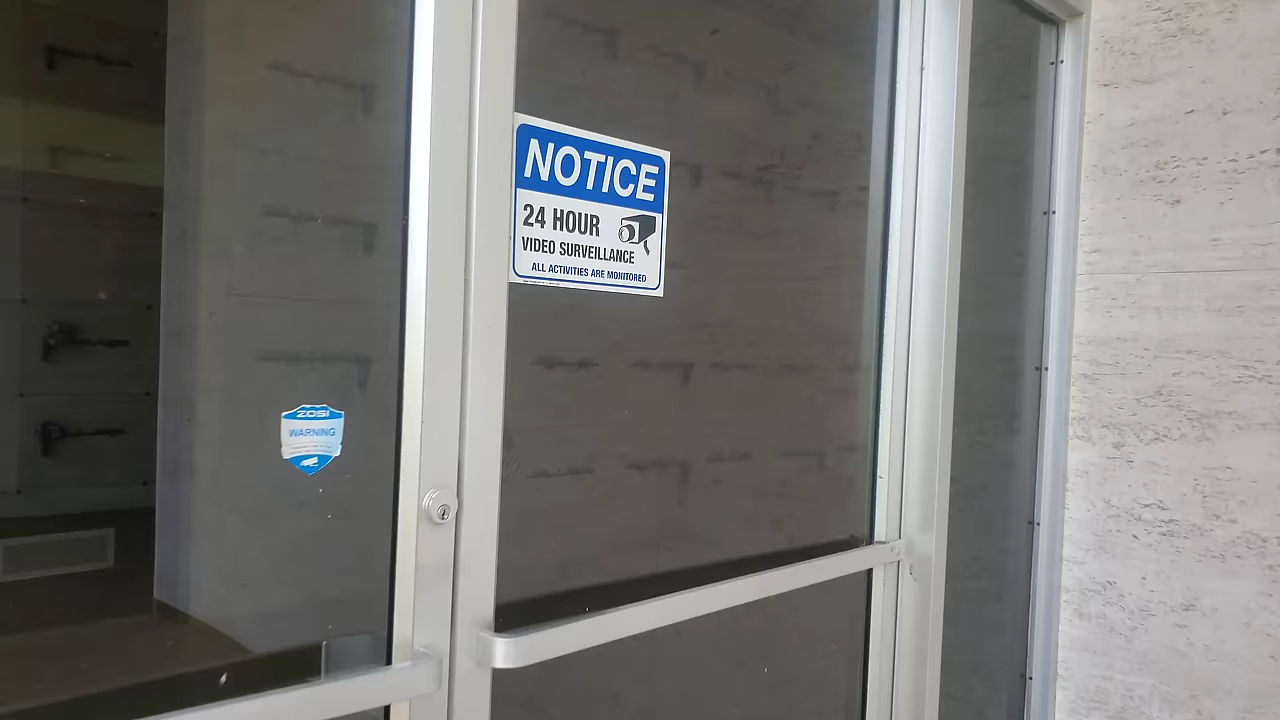 NOTICE
24 HOUR
VIDEO SURVEILLANCE
ALL ACTIVITIES ARE MONITORED
ZOSI
WARNING